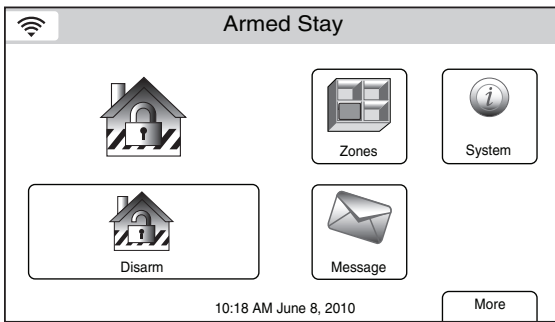 Armed Stay
Zones
System
Disarm
Message
10:18 AM June 8, 2010
More